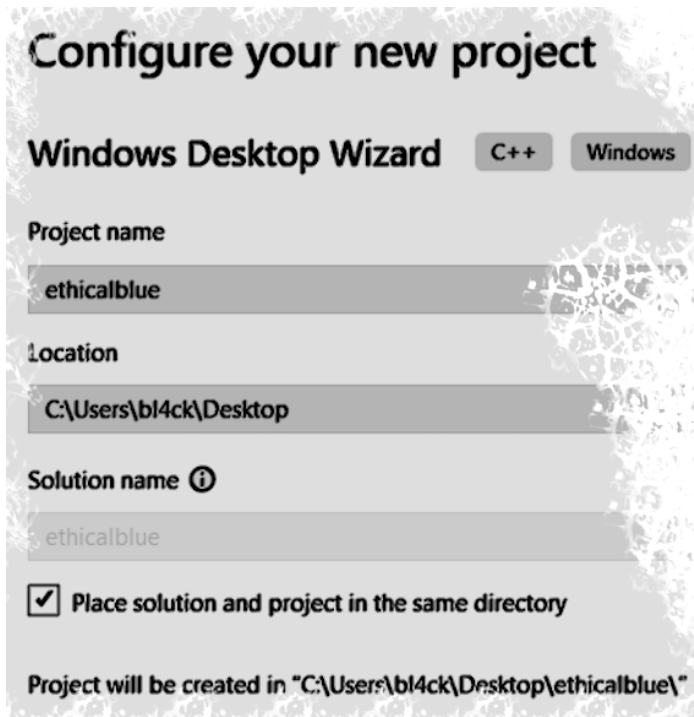 Configure your new project
Windows Desktop Wizard C++ Windows
Project name
ethicalblue
Location
C:\Users\bl4ck\Desktop
Solution name
ethicalblue
Place solution and project in the same directory
Project will be created in "C:\Users\bl4ck\Desktop\ethicalblue\"